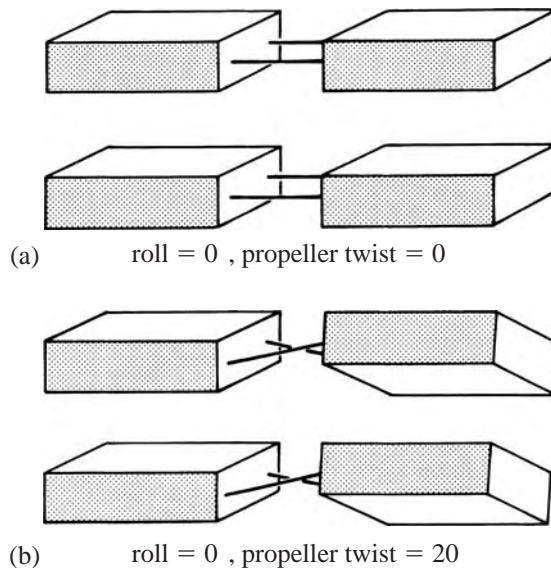 (a) roll = 0 , propeller twist = 0
(b) roll = 0 , propeller twist = 20